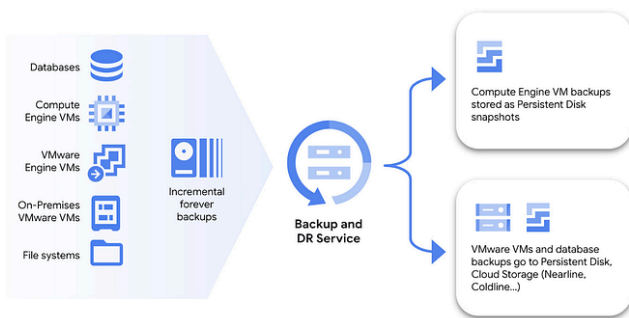 Databases
Compute
Engine VMs
VMware
Engine VMs
On-Premises
VMware VMs
File systems
Incremental
forever
backups
Backup and
DR Service
Compute Engine VM backups
stored as Persistent Disk
snapshots
VMware VMs and database
backups go to Persistent Disk,
Cloud Storage (Nearline,
Coldline...)